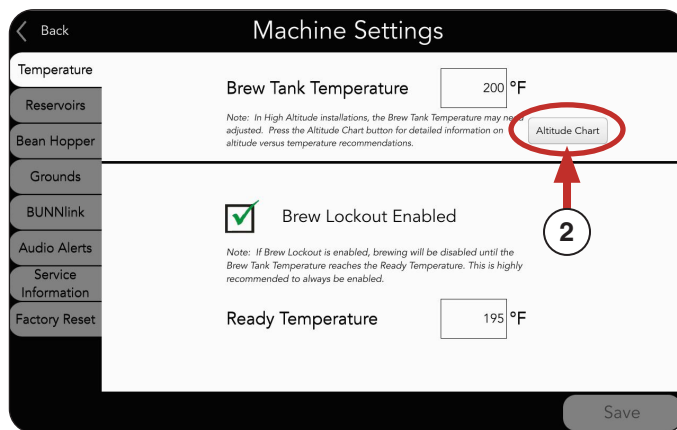 Back
Machine Settings
Temperature
Reservoirs
Bean Hopper
Grounds
BUNNlink
Audio Alerts
Service
Information
Factory Reset
Brew Tank Temperature 200 °F
Note: In High Altitude installations, the Brew Tank Temperature may
adjusted. Press the Altitude Chart button for detailed information on
altitude versus temperature recommendations.
Altitude Chart
2
Brew Lockout Enabled
Note: If Brew Lockout is enabled, brewing will be disabled until the
Brew Tank Temperature reaches the Ready Temperature. This is highly
recommended to always be enabled.
Ready Temperature 195 °F
Save